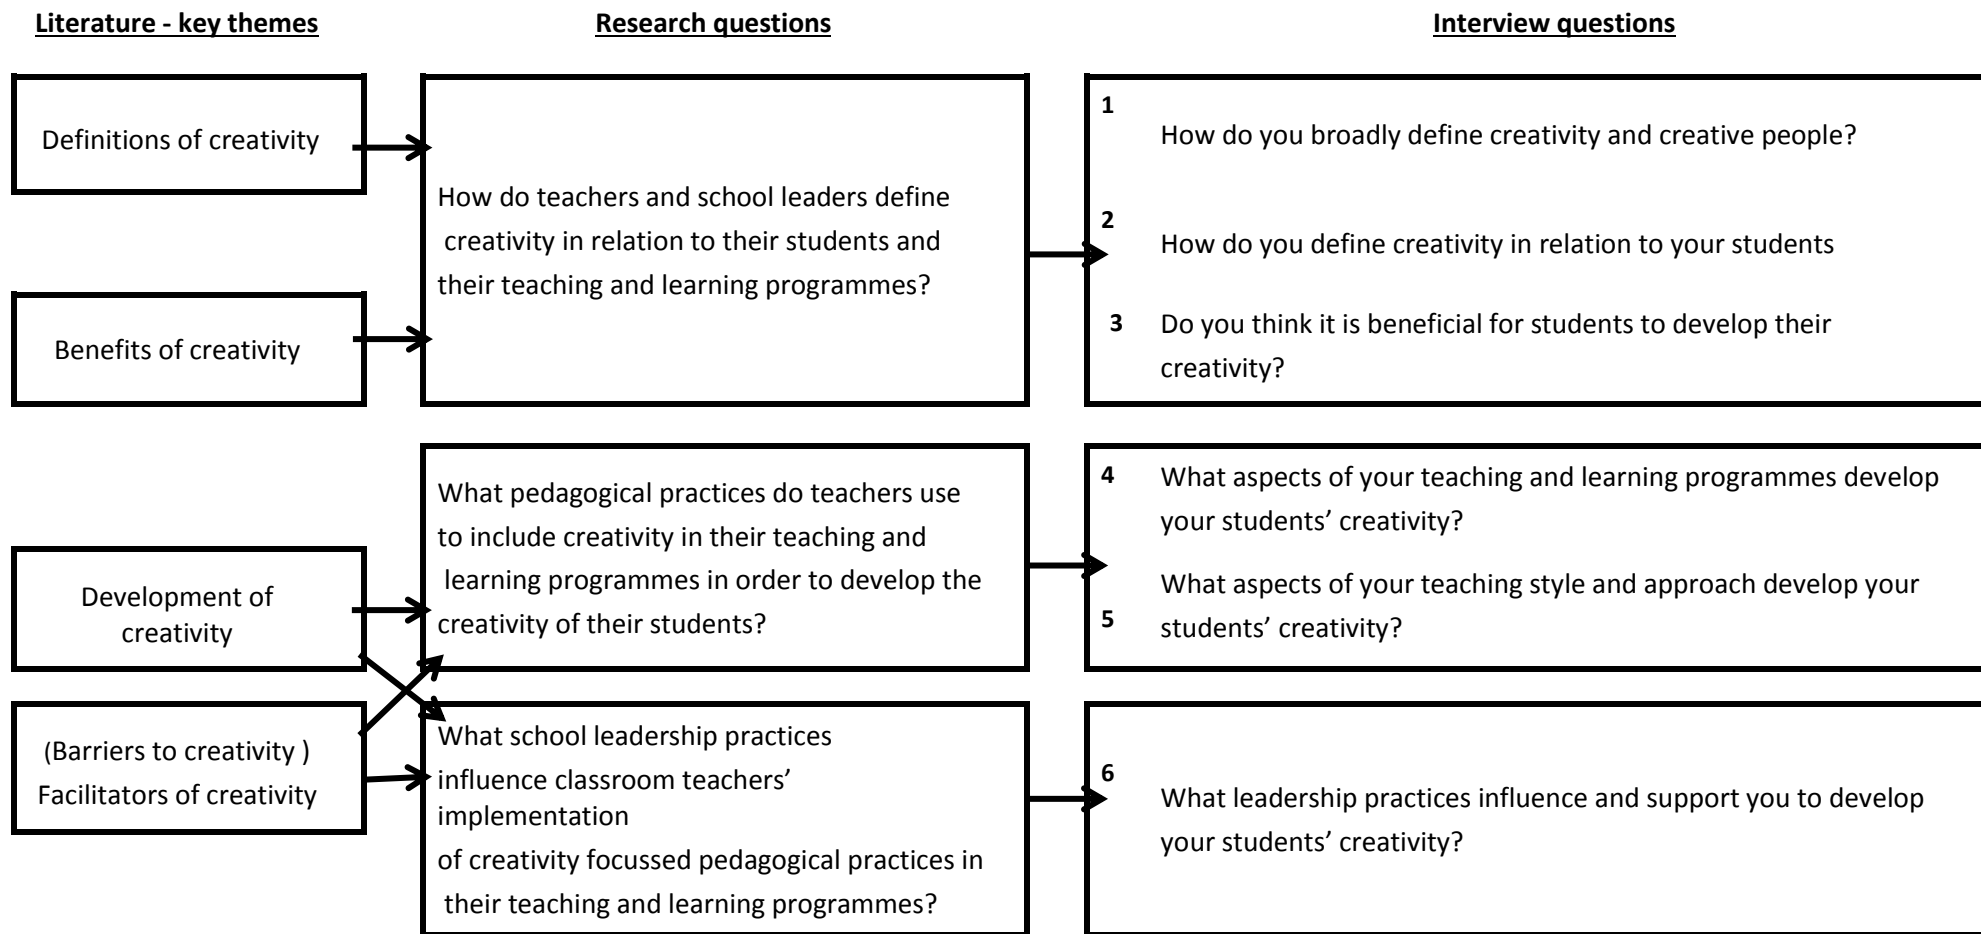 Literature - key themes
Research questions
Interview questions
Definitions of creativity
Benefits of creativity
How do teachers and school leaders define
creativity in relation to their students and
their teaching and learning programmes?
1
How do you broadly define creativity and creative people?
2
How do you define creativity in relation to your students
3
Do you think it is beneficial for students to develop their
creativity?
Development of
creativity
(Barriers to creativity )
Facilitators of creativity
What pedagogical practices do teachers use
to include creativity in their teaching and
learning programmes in order to develop the
creativity of their students?
4
What aspects of your teaching and learning programmes develop
your students’ creativity?
What aspects of your teaching style and approach develop your
5
students’ creativity?
What school leadership practices
influence classroom teachers’
implementation
of creativity focussed pedagogical practices in
their teaching and learning programmes?
6
What leadership practices influence and support you to develop
your students’ creativity?